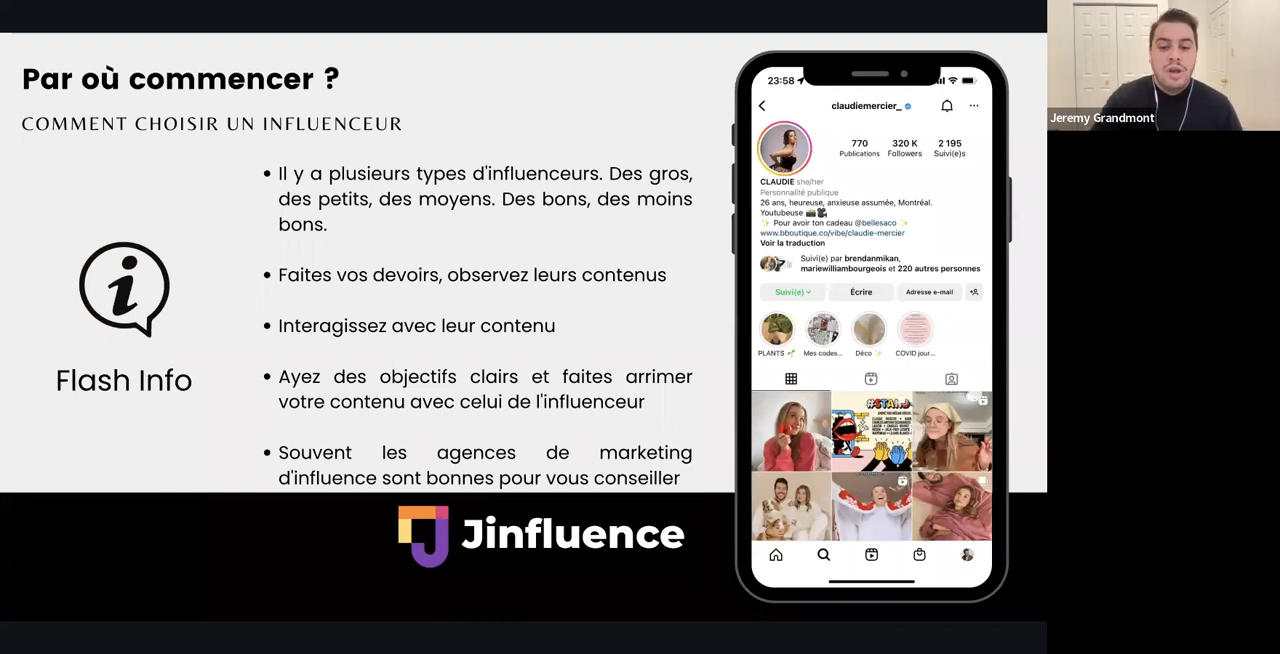 Par où commencer ?
COMMENT CHOISIR UN INFLUENCEUR
• Il y a plusieurs types d'influenceurs. Des gros,
des petits, des moyens. Des bons, des moins
bons.
• Faites vos devoirs, observez leurs contenus
• Interagissez avec leur contenu
• Ayez des objectifs clairs et faites arrimer
votre contenu avec celui de l'influenceur
• Souvent les agences de marketing
d'influence sont bonnes pour vous conseiller
Flash Info
Jinfluence
23:58
claudiemercier_
770 320 K 2 195
Publications Followers Suivi(e)s
CLAUDIE she/her
Personnalité publique
26 ans, heureuse, anxieuse assumée, Montréal.
Youtubeuse 📸🎥
✨ Pour avoir ton cadeau @bellesaco ✨
www.bboutique.co/vibe/claudie-mercier
Voir la traduction
Suivi(e) par brendanmikan,
mariewilliambourgeois et 220 autres personnes
Suivi(e) Écrire Adresse e-mail
PLANTS 🌱 Mes codes... Déco ✨ COVID jour...
#STAND
Jeremy Grandmont